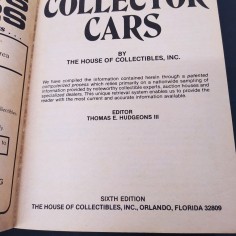 COLLECTOR
CARS
BY
THE HOUSE OF COLLECTIBLES, INC.
We have compiled the information contained herein through a patented
computerized process which relies primarily on a nationwide sampling of
information provided by noteworthy collectible experts, auction houses and
specialized dealers. This unique retrieval system enables us to provide the
reader with the most current and accurate information available.
EDITOR
THOMAS E. HUDGEONS III
SIXTH EDITION
THE HOUSE OF COLLECTIBLES, INC., ORLANDO, FLORIDA 32809